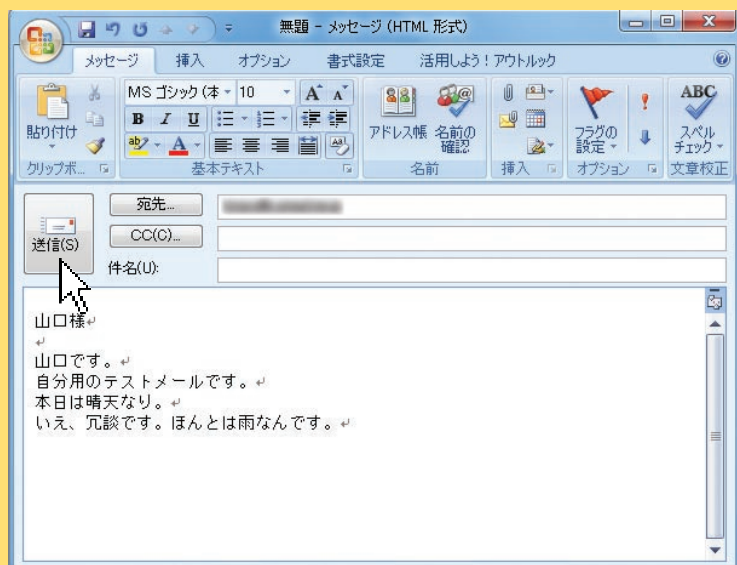 無題 - メッセージ (HTML 形式)
メッセージ 挿入 オプション 書式設定 活用しよう！アウトルック
貼り付け
クリップボ...
MS ゴシック (本 10 A A
B I U
ab A Aa
基本テキスト
アドレス帳 名前の確認
名前
挿入
フラグの設定
オプション
ABC
スペルチェック
文章校正
送信(S)
宛先...
CC(C)...
件名(U):
山口様
山口です。
自分用のテストメールです。
本日は晴天なり。
いえ、冗談です。ほんとは雨なんです。